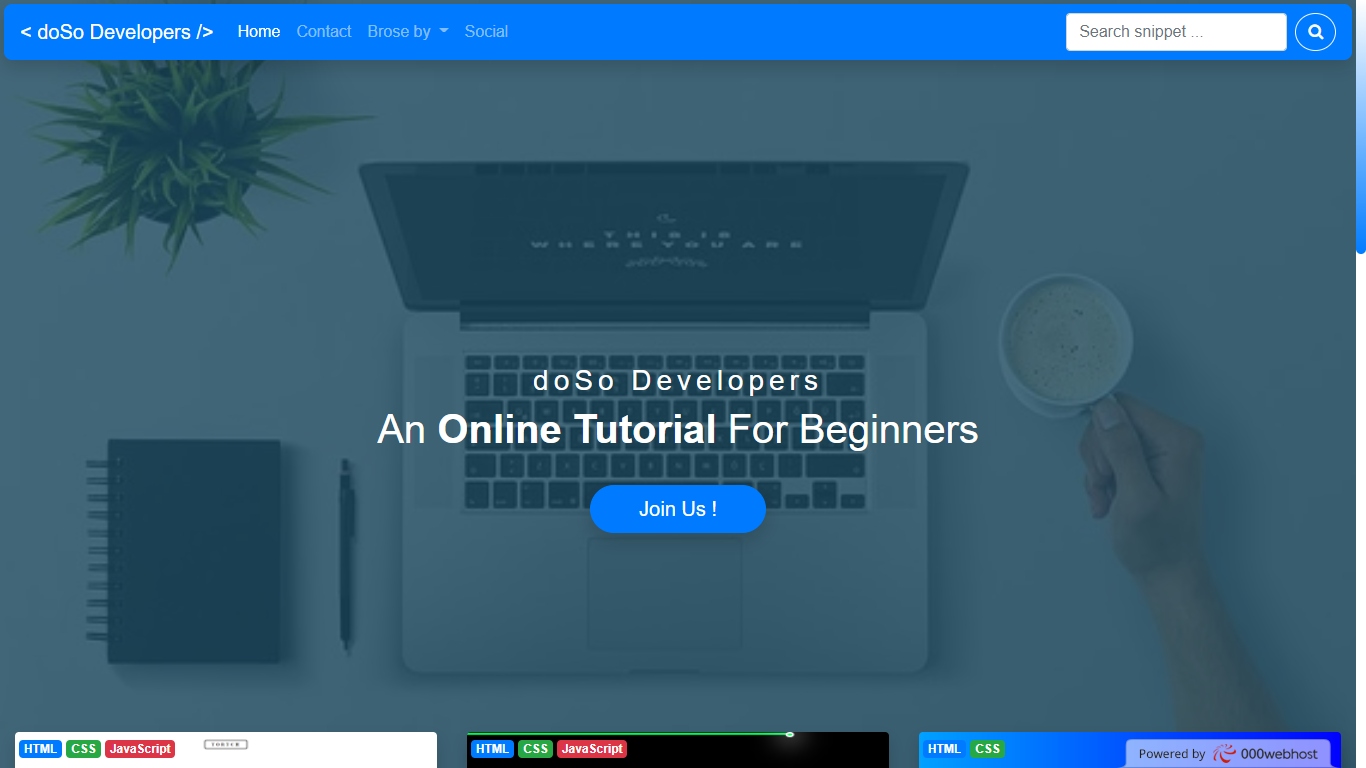 < doSo Developers />
Home
Contact
Brose by
Social
Search snippet ...
THIS IS
WHERE YOU ARE
doSo Developers
An Online Tutorial For Beginners
Join Us !
HTML CSS JavaScript
HTML CSS JavaScript
HTML CSS
Powered by 000webhost